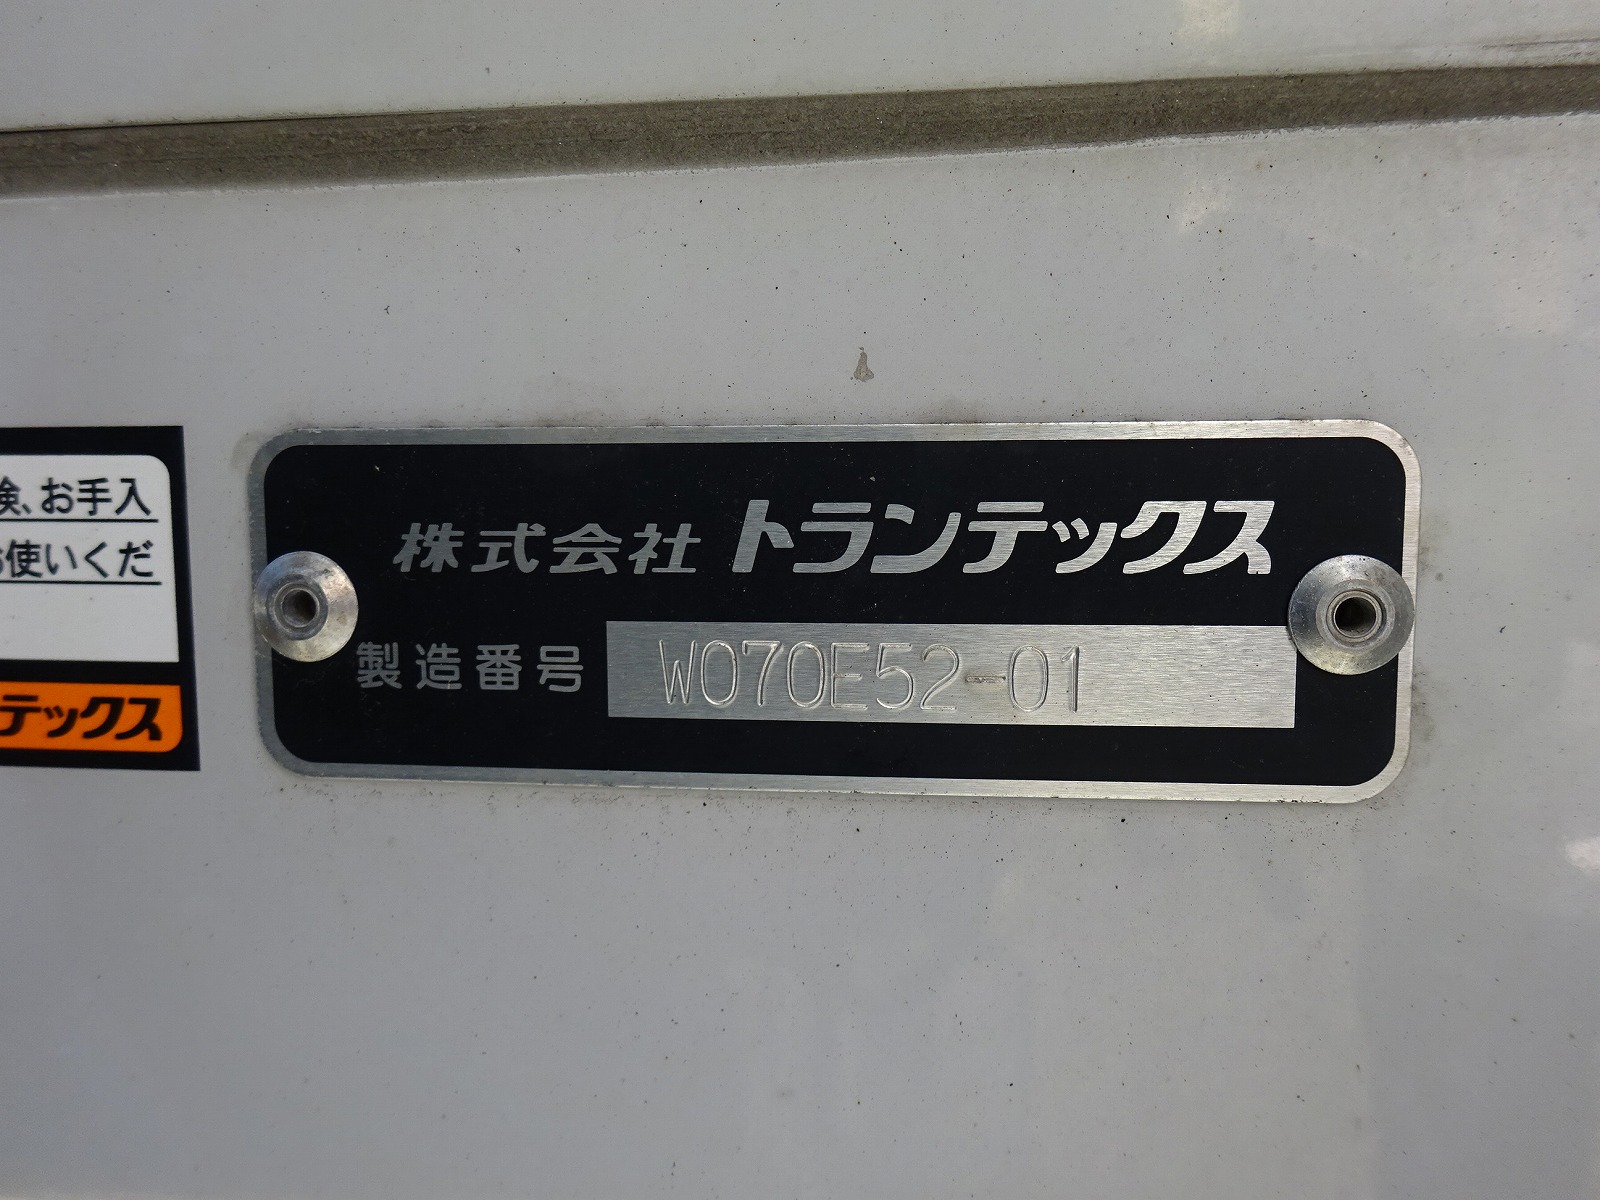 検、お手入
お使いくだ
テックス
株式会社 トランテックス
製造番号 W070E52-01